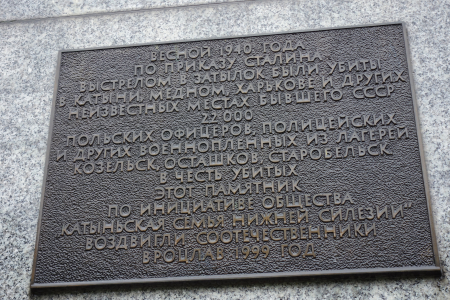 ВЕСНОЙ 1940 ГОДА
ПО ПРИКАЗУ СТАЛИНА
ВЫСТРЕЛОМ В ЗАТЫЛОК БЫЛИ УБИТЫ
В КАТЫНИ, МЕДНОМ, ХАРЬКОВЕ И ДРУГИХ
НЕИЗВЕСТНЫХ МЕСТАХ БЫВШЕГО СССР
22.000
ПОЛЬСКИХ ОФИЦЕРОВ, ПОЛИЦЕЙСКИХ
И ДРУГИХ ВОЕННОПЛЕННЫХ ИЗ ЛАГЕРЕЙ
КОЗЕЛЬСК, ОСТАШКОВ, СТАРОБЕЛЬСК
В ЧЕСТЬ УБИТЫХ
ЭТОТ ПАМЯТНИК
ПО ИНИЦИАТИВЕ ОБЩЕСТВА
КАТЫНЬСКАЯ СЕМЬЯ НИЖНЕЙ СИЛЕЗИИ"
ВОЗДВИГЛИ СООТЕЧЕСТВЕННИКИ
ВРОЦЛАВ 1999 ГОД